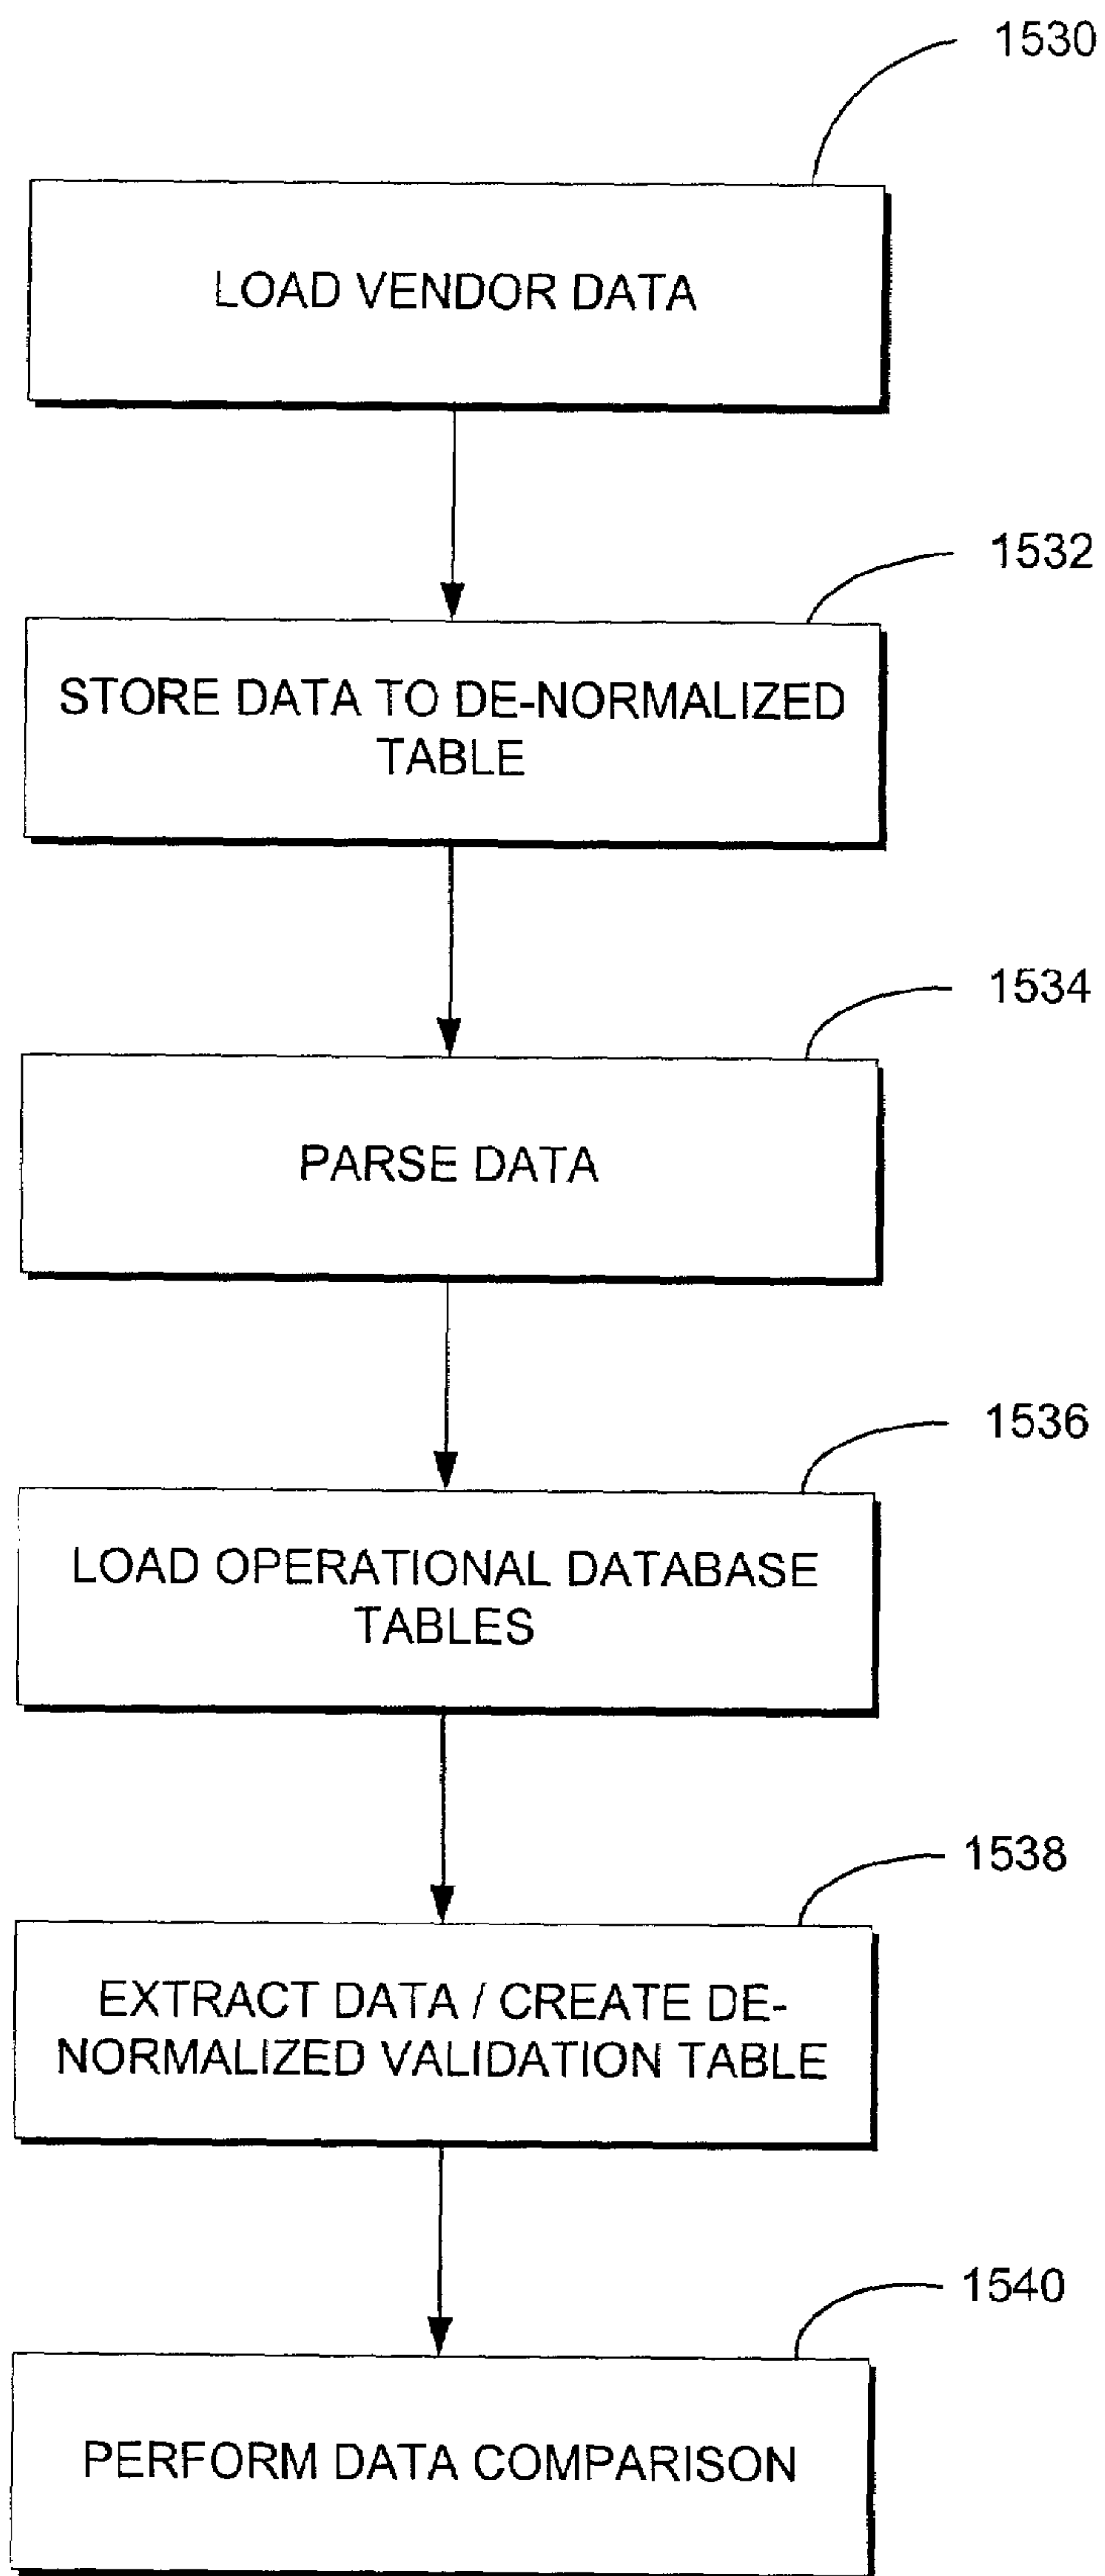 1530
LOAD VENDOR DATA
1532
STORE DATA TO DE-NORMALIZED
TABLE
1534
PARSE DATA
1536
LOAD OPERATIONAL DATABASE
TABLES
1538
EXTRACT DATA / CREATE DE-
NORMALIZED VALIDATION TABLE
1540
PERFORM DATA COMPARISON